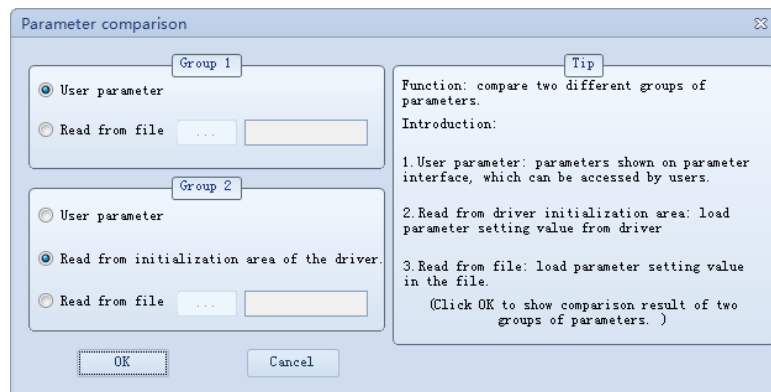 Parameter comparison
Group 1
User parameter
Read from file ...
Group 2
User parameter
Read from initialization area of the driver.
Read from file ...
OK
Cancel
Tip
Function: compare two different groups of
parameters.
Introduction:
1.User parameter: parameters shown on parameter
interface, which can be accessed by users.
2.Read from driver initialization area: load
parameter setting value from driver
3.Read from file: load parameter setting value
in the file.
(Click OK to show comparison result of two
groups of parameters. )